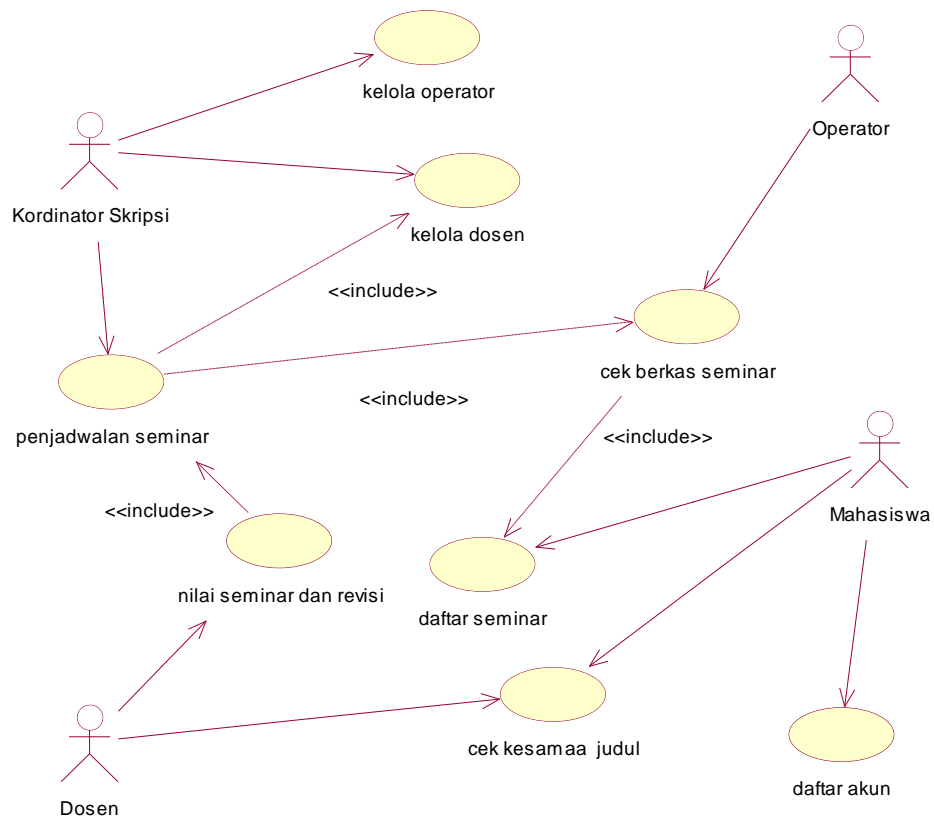 kelola operator
Operator
Kordinator Skripsi
kelola dosen
<<include>>
cek berkas seminar
<<include>>
penjadwalan seminar
<<include>>
<<include>>
Mahasiswa
nilai seminar dan revisi
daftar seminar
cek kesamaa judul
daftar akun
Dosen